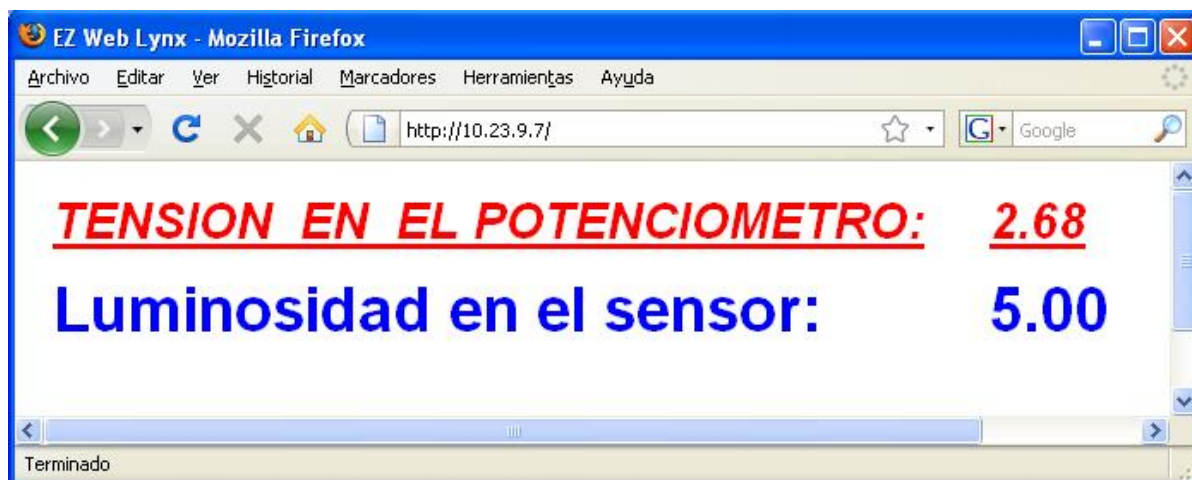 EZ Web Lynx - Mozilla Firefox
Archivo Editar Ver Historial Marcadores Herramientas Ayuda
http://10.23.9.7/ G Google
TENSION EN EL POTENCIOMETRO: 2.68
Luminosidad en el sensor: 5.00
Terminado